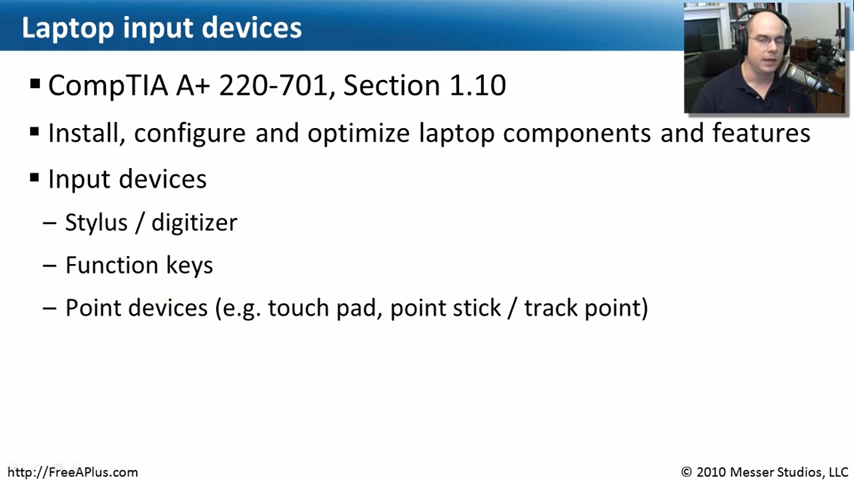 Laptop input devices
▪ CompTIA A+ 220-701, Section 1.10
▪ Install, configure and optimize laptop components and features
▪ Input devices
– Stylus / digitizer
– Function keys
– Point devices (e.g. touch pad, point stick / track point)
http://FreeAPlus.com
© 2010 Messer Studios, LLC